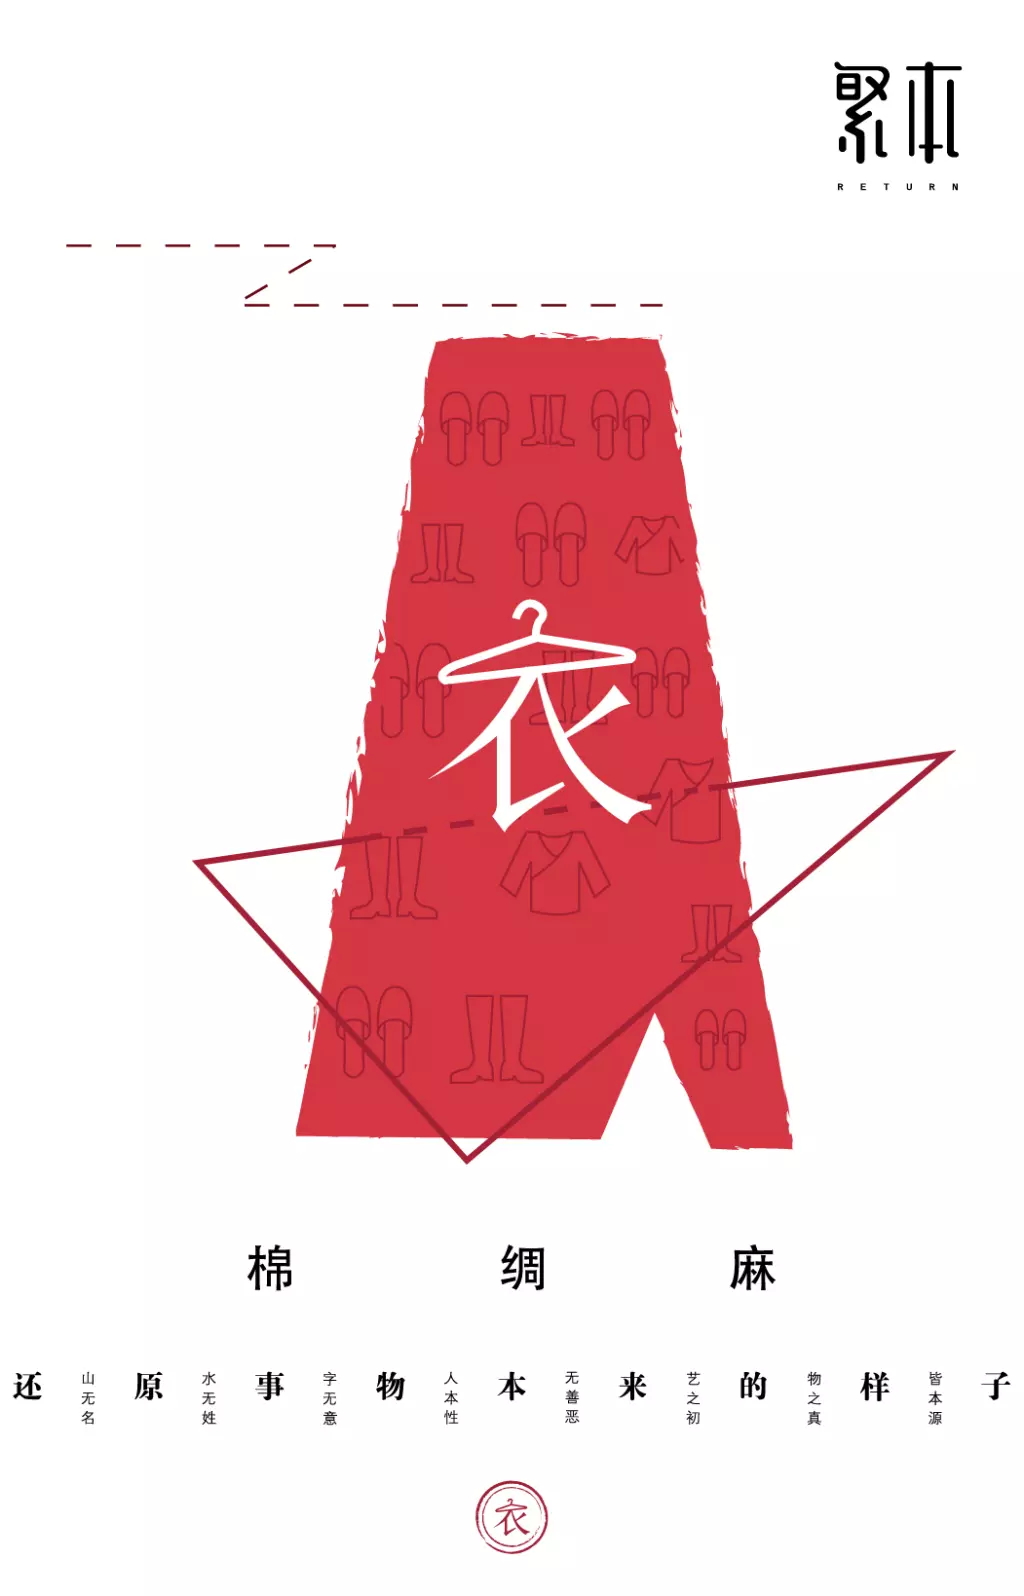 本
RETURN
衣
棉 绸 麻
还 原 事 物 本 来 的 样 子
山无名
水无姓
字无意
人本性
无善恶
艺之初
物之真
皆本源
衣